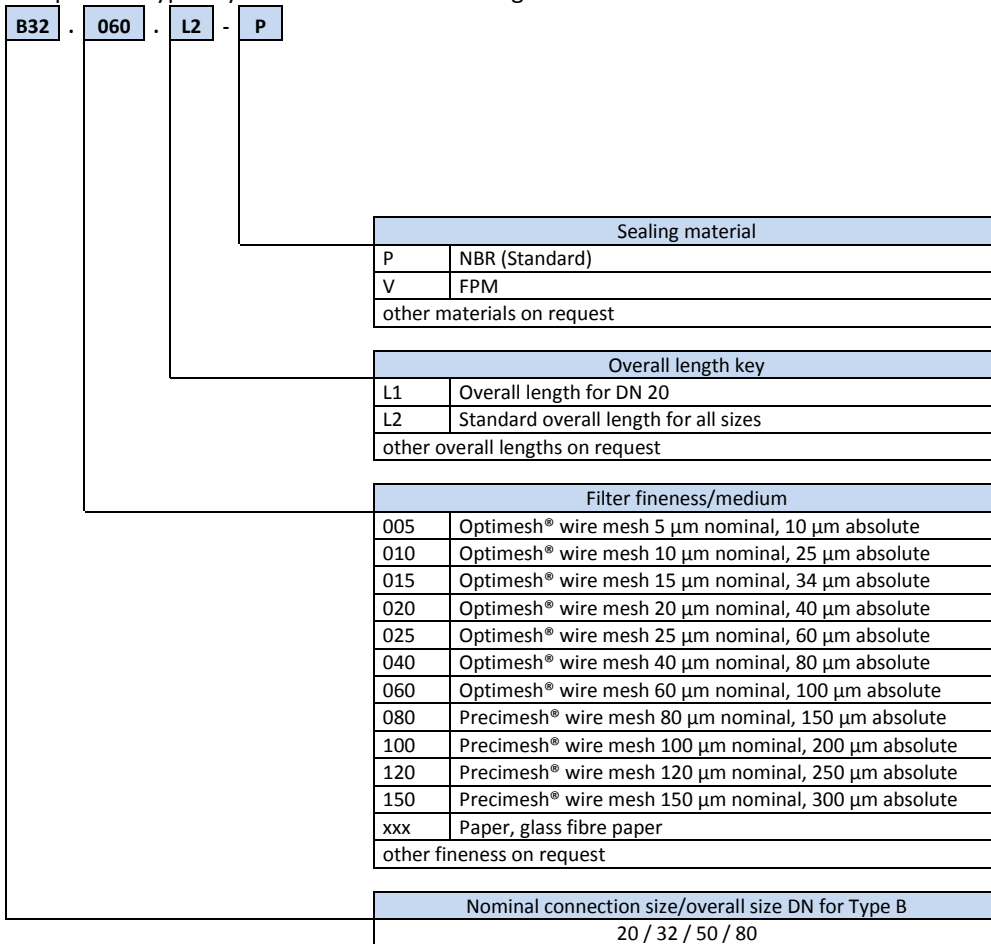 B32 . 060 . L2 - P
Sealing material
P NBR (Standard)
V FPM
other materials on request
Overall length key
L1 Overall length for DN 20
L2 Standard overall length for all sizes
other overall lengths on request
Filter fineness/medium
005 Optimesh® wire mesh 5 µm nominal, 10 µm absolute
010 Optimesh® wire mesh 10 µm nominal, 25 µm absolute
015 Optimesh® wire mesh 15 µm nominal, 34 µm absolute
020 Optimesh® wire mesh 20 µm nominal, 40 µm absolute
025 Optimesh® wire mesh 25 µm nominal, 60 µm absolute
040 Optimesh® wire mesh 40 µm nominal, 80 µm absolute
060 Optimesh® wire mesh 60 µm nominal, 100 µm absolute
080 Precimesh® wire mesh 80 µm nominal, 150 µm absolute
100 Precimesh® wire mesh 100 µm nominal, 200 µm absolute
120 Precimesh® wire mesh 120 µm nominal, 250 µm absolute
150 Precimesh® wire mesh 150 µm nominal, 300 µm absolute
xxx Paper, glass fibre paper
other fineness on request
Nominal connection size/overall size DN for Type B
20 / 32 / 50 / 80